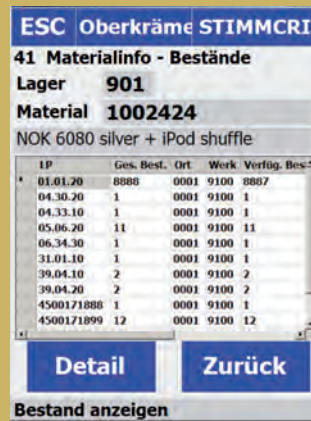 ESC Oberkräme STIMMCRI
41 Materialinfo - Bestände
Lager 901
Material 1002424
NOK 6080 silver + iPod shuffle
LP Ges. Best. Ort Werk Verfüg. Bes
01.01.20 8888 0001 9100 8887
04.30.20 1 0001 9100 1
04.33.10 1 0001 9100 1
05.06.20 11 0001 9100 11
06.34.30 1 0001 9100 1
31.01.10 1 0001 9100 1
39.04.10 2 0001 9100 2
39.04.20 2 0001 9100 2
4500171888 1 0001 9100 1
4500171899 12 0001 9100 12
Detail Zurück
Bestand anzeigen